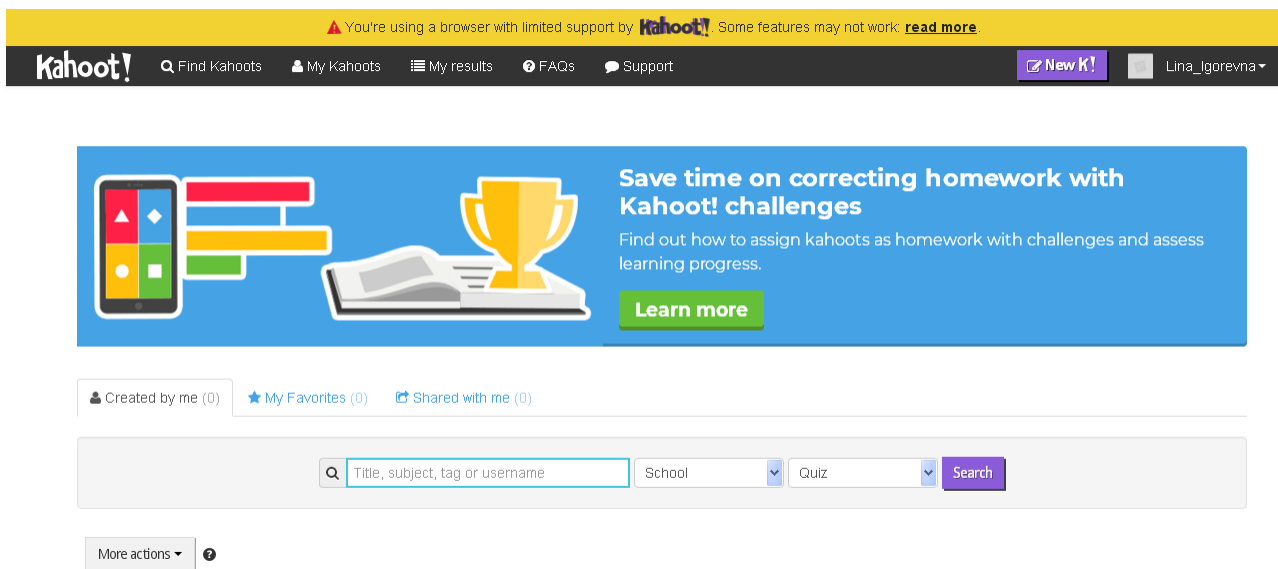 You're using a browser with limited support by Kahoot!. Some features may not work: read more.
Kahoot! Find Kahoots My Kahoots My results FAQs Support New K! Lina_Igorevna
Save time on correcting homework with
Kahoot! challenges
Find out how to assign kahoots as homework with challenges and assess
learning progress.
Learn more
Created by me (0) My Favorites (0) Shared with me (0)
Title, subject, tag or username School Quiz Search
More actions